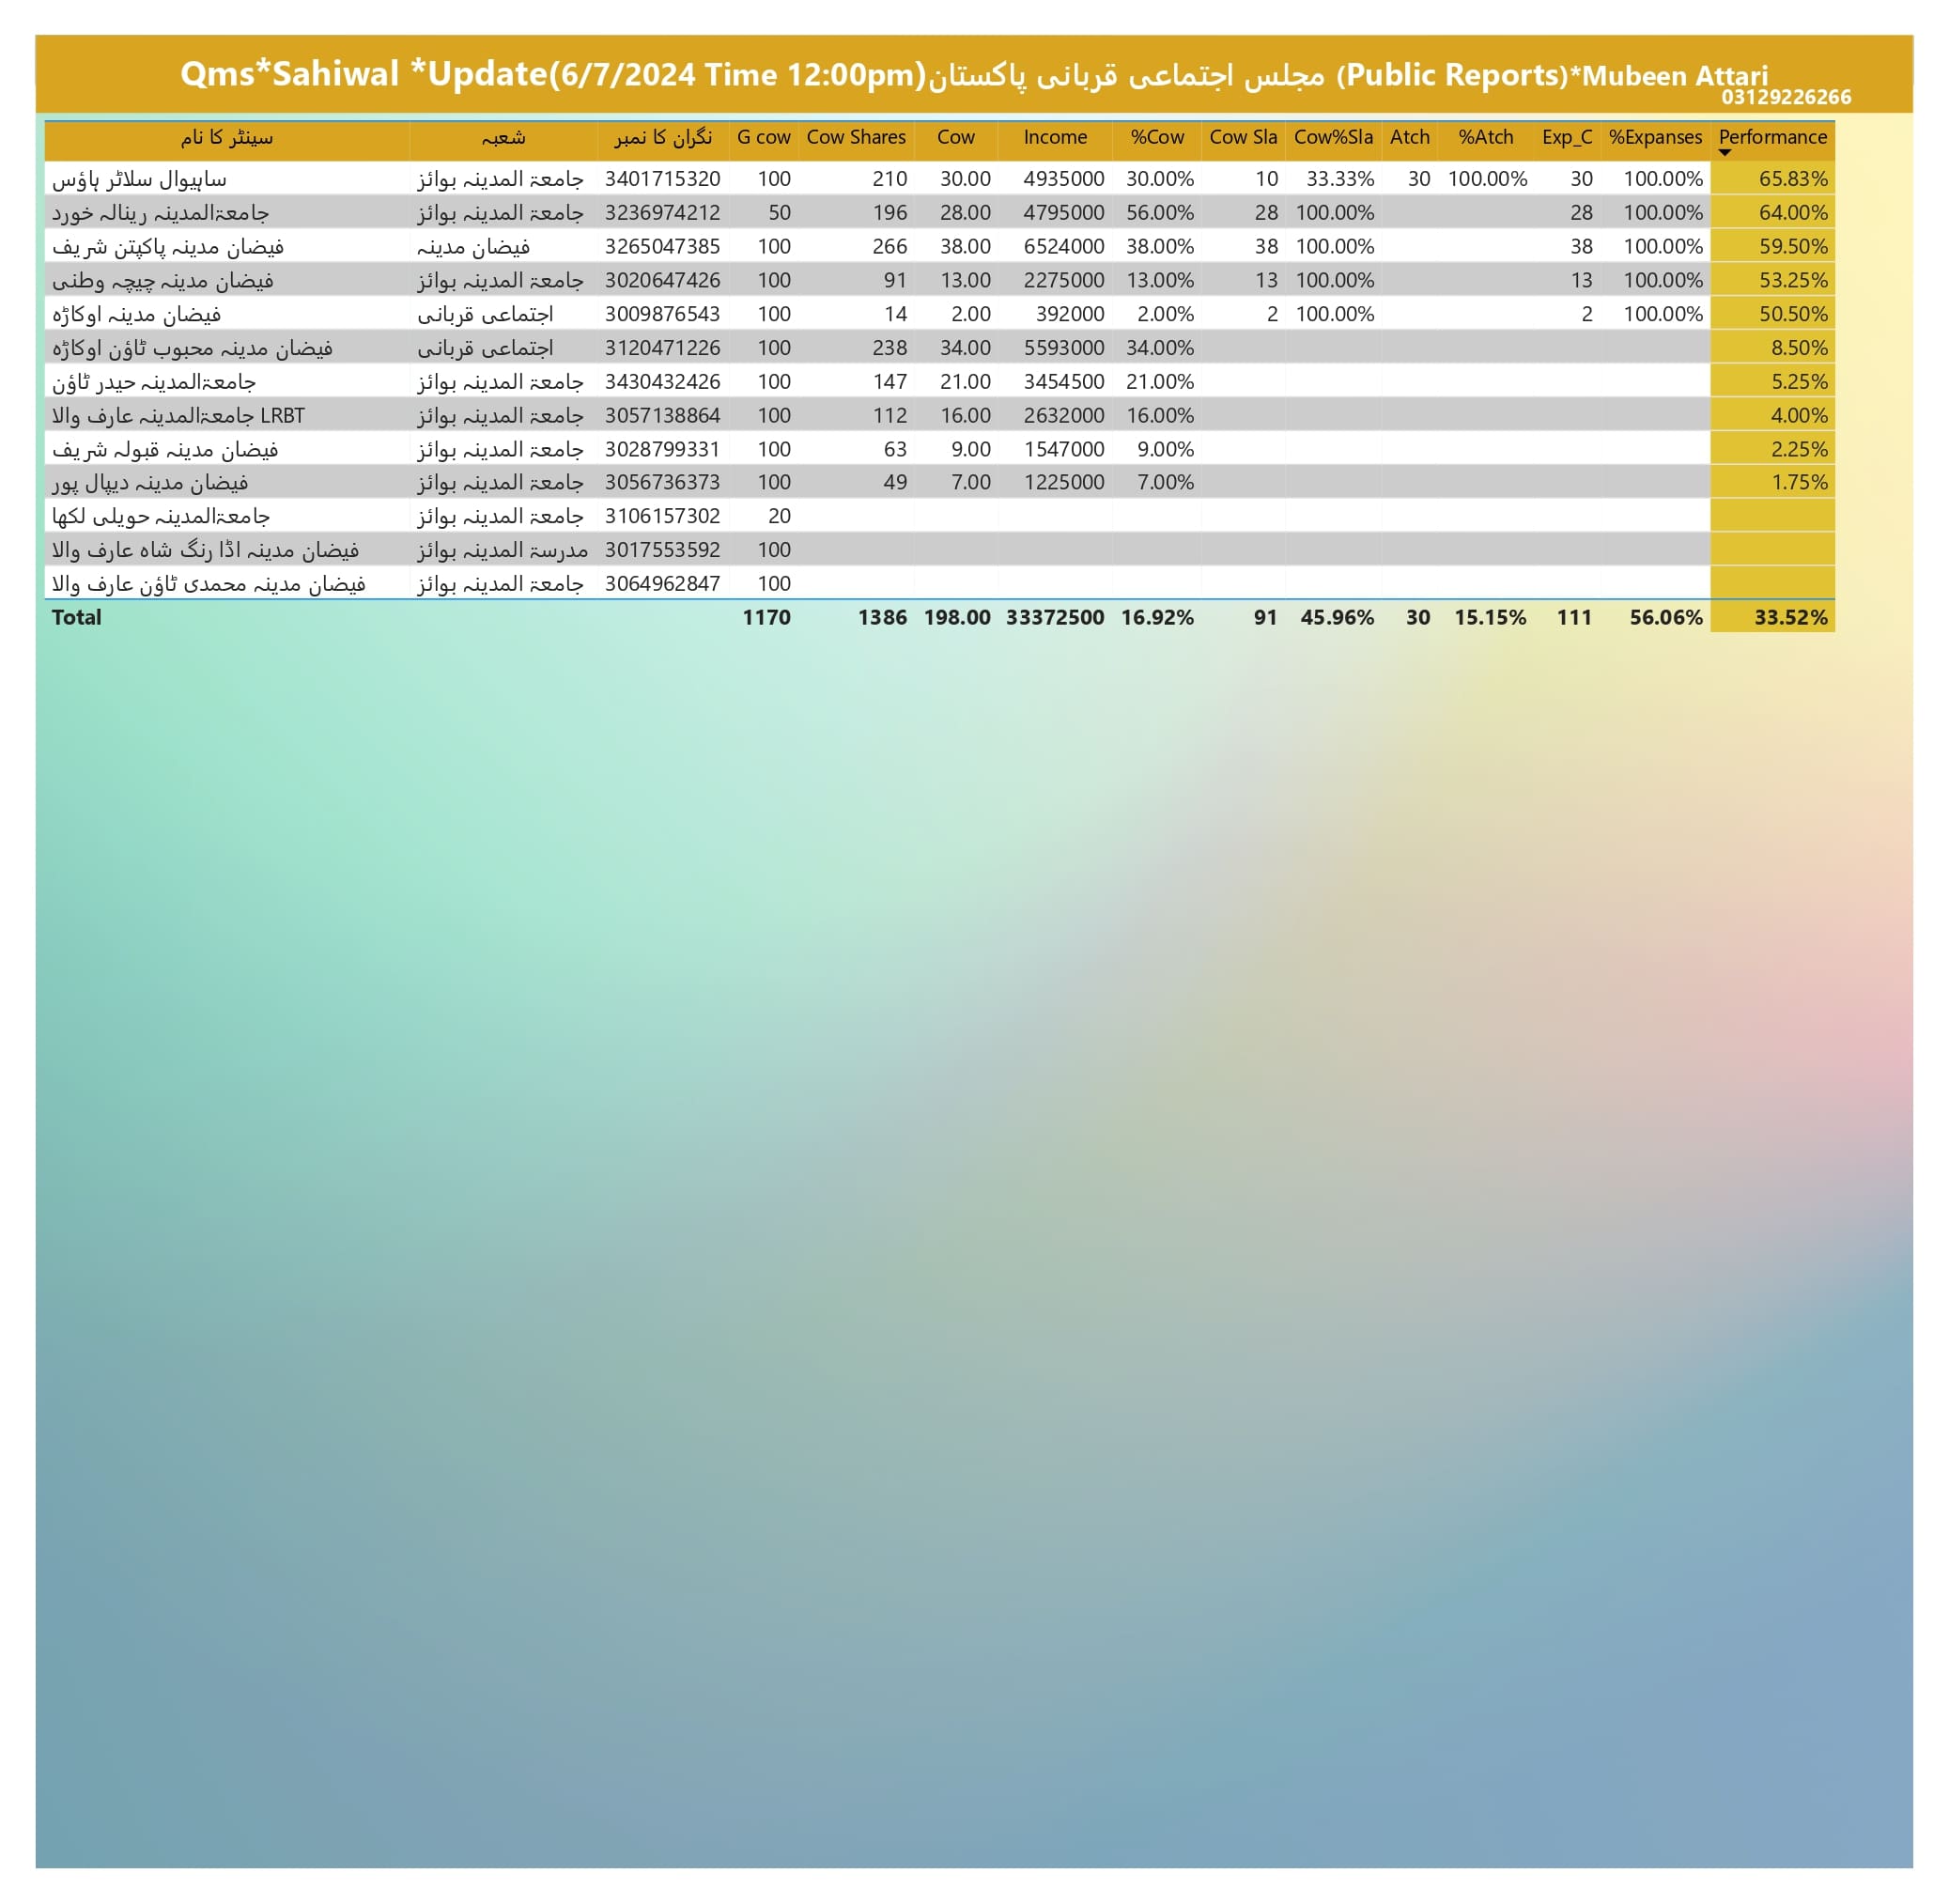 Qms*Sahiwal *Update(6/7/2024 Time 12:00pm)مجلس اجتماعی قربانی پاکستان (Public Reports)*Mubeen Attari
03129226266
سینٹر کا نام شعبہ نگران کا نمبر G cow Cow Shares Cow Income %Cow Cow Sla Cow%Sla Atch %Atch Exp_C %Expanses Performance
ساہیوال سلاٹر ہاؤس جامعۃ المدینہ بوائز 3401715320 100 210 30.00 4935000 30.00% 10 33.33% 30 100.00% 30 100.00% 65.83%
جامعۃالمدینہ رینالہ خورد جامعۃ المدینہ بوائز 3236974212 50 196 28.00 4795000 56.00% 28 100.00% 28 100.00% 64.00%
فیضان مدینہ پاکپتن شریف فیضان مدینہ 3265047385 100 266 38.00 6524000 38.00% 38 100.00% 38 100.00% 59.50%
فیضان مدینہ چیچہ وطنی جامعۃ المدینہ بوائز 3020647426 100 91 13.00 2275000 13.00% 13 100.00% 13 100.00% 53.25%
فیضان مدینہ اوکاڑہ اجتماعی قربانی 3009876543 100 14 2.00 392000 2.00% 2 100.00% 2 100.00% 50.50%
فیضان مدینہ محبوب ٹاؤن اوکاڑہ اجتماعی قربانی 3120471226 100 238 34.00 5593000 34.00% 8.50%
جامعۃالمدینہ حیدر ٹاؤن جامعۃ المدینہ بوائز 3430432426 100 147 21.00 3454500 21.00% 5.25%
جامعۃالمدینہ عارف والا LRBT جامعۃ المدینہ بوائز 3057138864 100 112 16.00 2632000 16.00% 4.00%
فیضان مدینہ قبولہ شریف جامعۃ المدینہ بوائز 3028799331 100 63 9.00 1547000 9.00% 2.25%
فیضان مدینہ دیپال پور جامعۃ المدینہ بوائز 3056736373 100 49 7.00 1225000 7.00% 1.75%
جامعۃالمدینہ حویلی لکھا جامعۃ المدینہ بوائز 3106157302 20
فیضان مدینہ اڈا رنگ شاہ عارف والا مدرسۃ المدینہ بوائز 3017553592 100
فیضان مدینہ محمدی ٹاؤن عارف والا جامعۃ المدینہ بوائز 3064962847 100
Total 1170 1386 198.00 33372500 16.92% 91 45.96% 30 15.15% 111 56.06% 33.52%